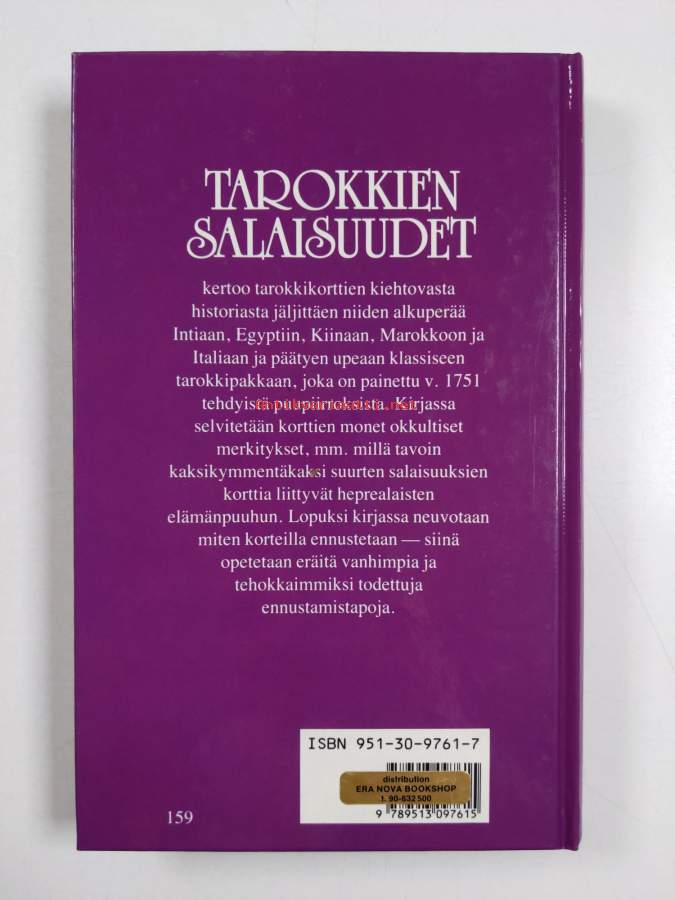 TAROKKIEN
SALAISUUDET
kertoo tarokkikorttien kiehtovasta
historiasta jäljittäen niiden alkuperää
Intiaan, Egyptiin, Kiinaan, Marokkoon ja
Italiaan ja päätyen upeaan klassiseen
tarokkipakkaan, joka on painettu v. 1751
tehdyistä puupiirroksista. Kirjassa
selvitetään korttien monet okkultiset
merkitykset, mm. millä tavoin
kaksikymmentäkaksi suurten salaisuuksien
korttia liittyvät heprealaisten
elämänpuuhun. Lopuksi kirjassa neuvotaan
miten korteilla ennustetaan — siinä
opetetaan eräitä vanhimpia ja
tehokkaimmiksi todettuja
ennustamistapoja.
ISBN 951-30-9761-7
distribution
ERA NOVA BOOKSHOP
t. 90-632 500
9 789513 097615
159